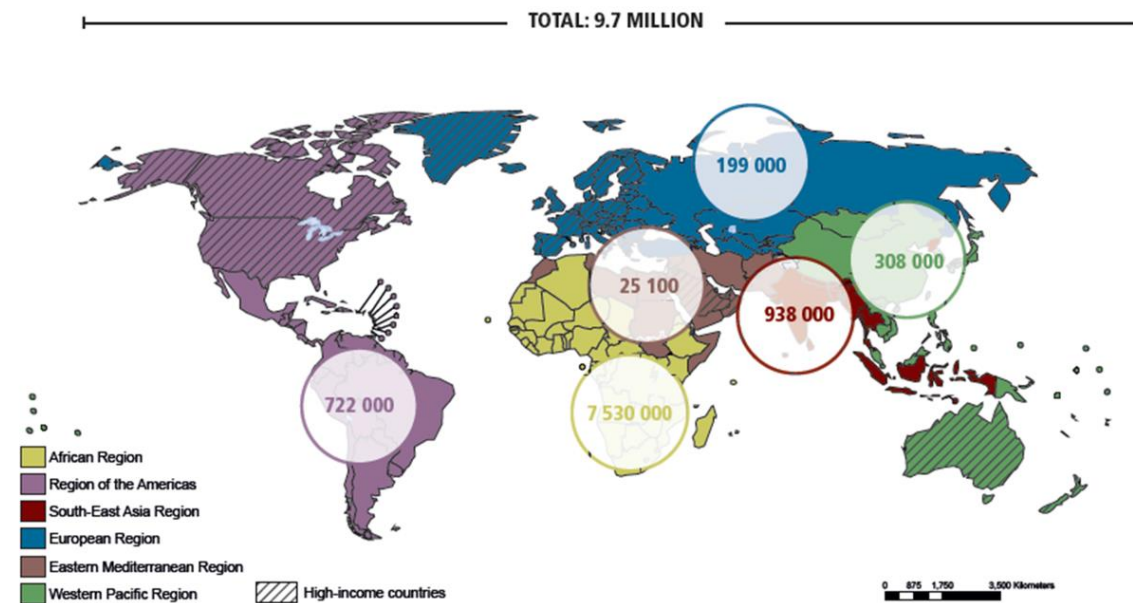 TOTAL: 9.7 MILLION
199 000
308 000
25 100
938 000
722 000
7 530 000
African Region
Region of the Americas
South-East Asia Region
European Region
Eastern Mediterranean Region
Western Pacific Region
High-income countries
0 875 1,750 3,500 Kilometers